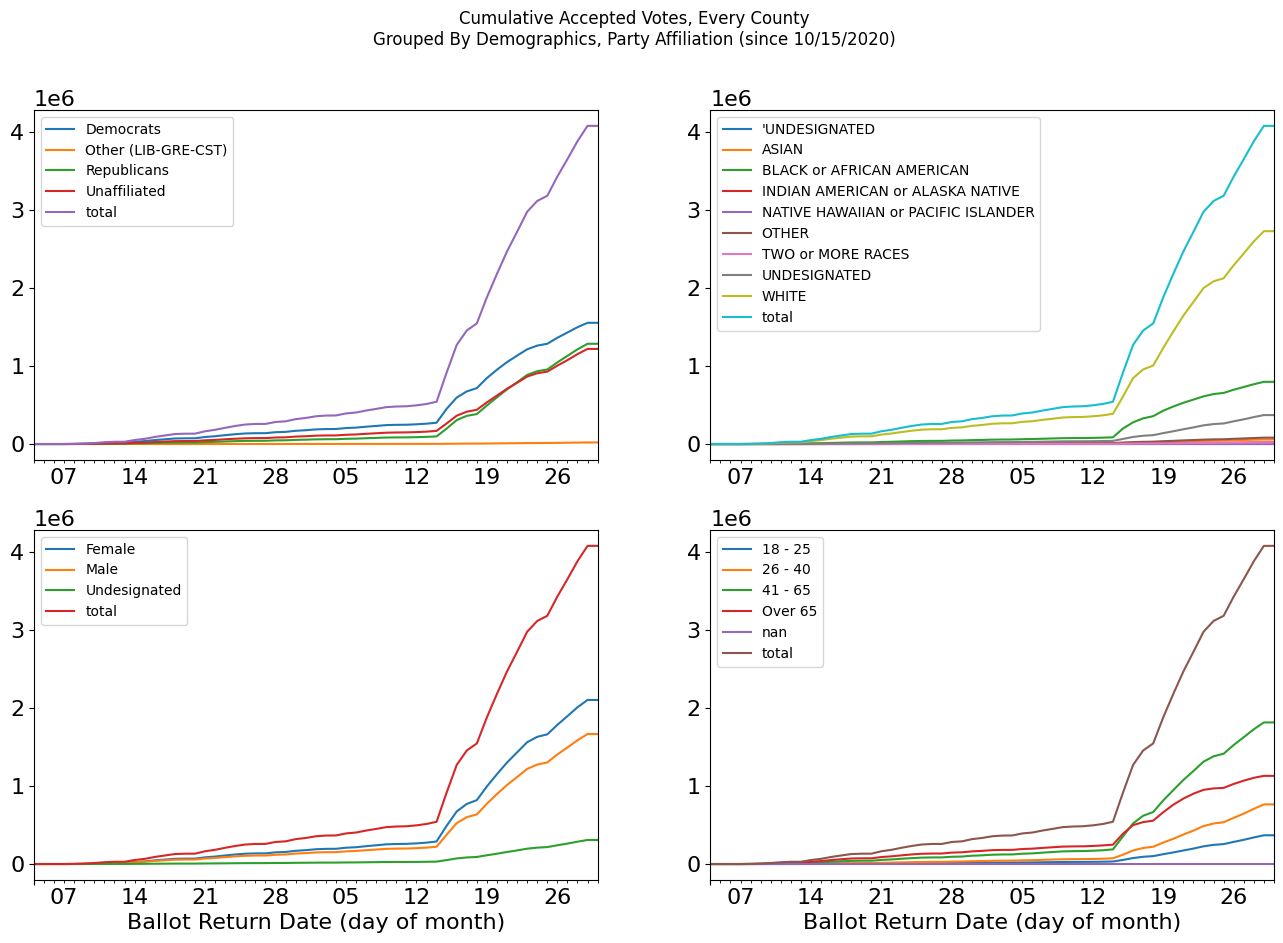 Cumulative Accepted Votes, Every County
Grouped By Demographics, Party Affiliation (since 10/15/2020)
1e6
Democrats
Other (LIB-GRE-CST)
Republicans
Unaffiliated
total
4
3
2
1
0
07 14 21 28 05 12 19 26
1e6
'UNDESIGNATED
ASIAN
BLACK or AFRICAN AMERICAN
INDIAN AMERICAN or ALASKA NATIVE
NATIVE HAWAIIAN or PACIFIC ISLANDER
OTHER
TWO or MORE RACES
UNDESIGNATED
WHITE
total
4
3
2
1
0
07 14 21 28 05 12 19 26
1e6
Female
Male
Undesignated
total
4
3
2
1
0
07 14 21 28 05 12 19 26
Ballot Return Date (day of month)
1e6
18 - 25
26 - 40
41 - 65
Over 65
nan
total
4
3
2
1
0
07 14 21 28 05 12 19 26
Ballot Return Date (day of month)